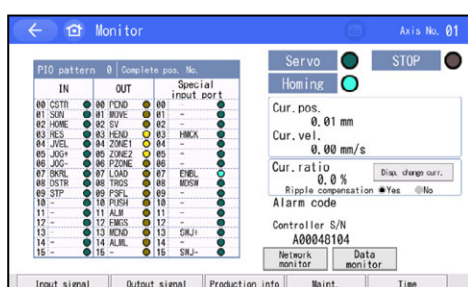 Monitor
Axis No. 01
PIO pattern 0 Complete pos. No.
IN OUT Special input port
00 CSTR 00 PEND 00 -
01 SON 01 MOVE 01 -
02 HOME 02 SV 02 -
03 RES 03 HEND 03 HMCK
04 JVEL 04 ZONE1 04 -
05 JOG+ 05 ZONE2 05 -
06 JOG- 06 PZONE 06 -
07 BKRL 07 LOAD 07 ENBL
08 DSTR 08 TRQS 08 MDSW
09 STP 09 PSFL 09 -
10 - 10 PUSH 10 -
11 - 11 ALM 11 -
12 - 12 EMGS 12 -
13 - 13 MEND 13 SWJ+
14 - 14 ALML 14 -
15 - 15 - 15 SWJ-
Servo STOP
Homing
Cur.pos.
0.01 mm
Cur.vel.
0.00 mm/s
Cur.ratio
0.0 %
Disp. change curr.
Ripple compensation Yes No
Alarm code
Controller S/N
A00048104
Network monitor
Data monitor
Input signal Output signal Production info Maint. Time